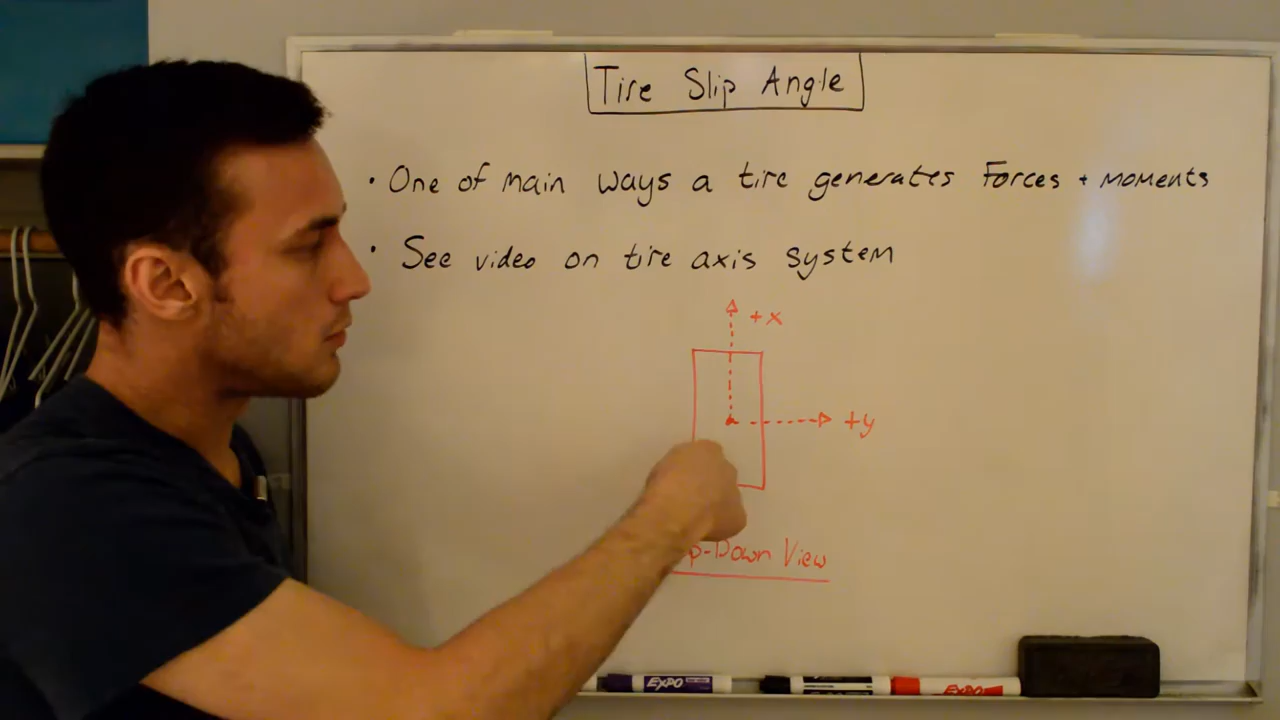 Tire Slip Angle
• One of main ways a tire generates Forces + moments
• See video on tire axis system
+x
+y
p-Down View
EXPO
EXPO